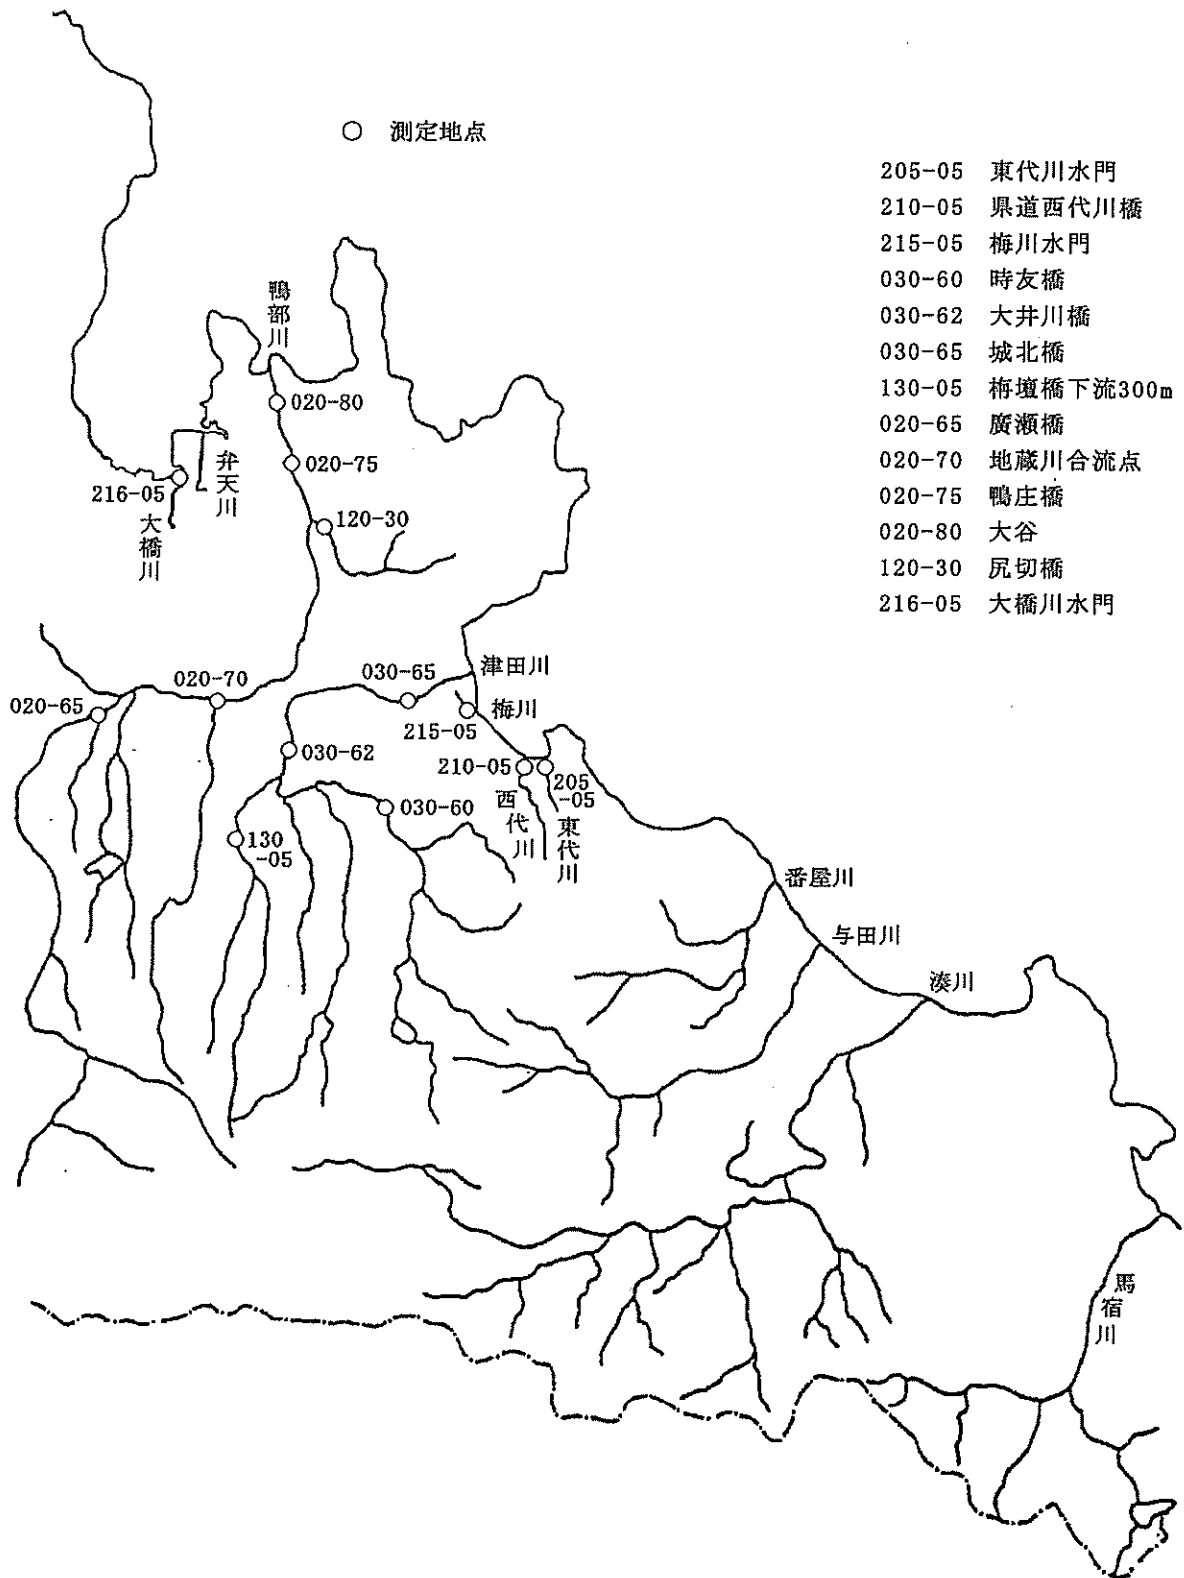 ○ 測定地点
205-05 東代川水門
210-05 県道西代川橋
215-05 梅川水門
030-60 時友橋
030-62 大井川橋
030-65 城北橋
130-05 栴壇橋下流300m
020-65 廣瀬橋
020-70 地蔵川合流点
020-75 鴨庄橋
020-80 大谷
120-30 尻切橋
216-05 大橋川水門
鴨部川
020-80
020-75
弁天川
216-05
大橋川
120-30
津田川
030-65
020-70
020-65
梅川
215-05
030-62
210-05
205
-05
西代川
東代川
030-60
130
-05
番屋川
与田川
湊川
馬宿川